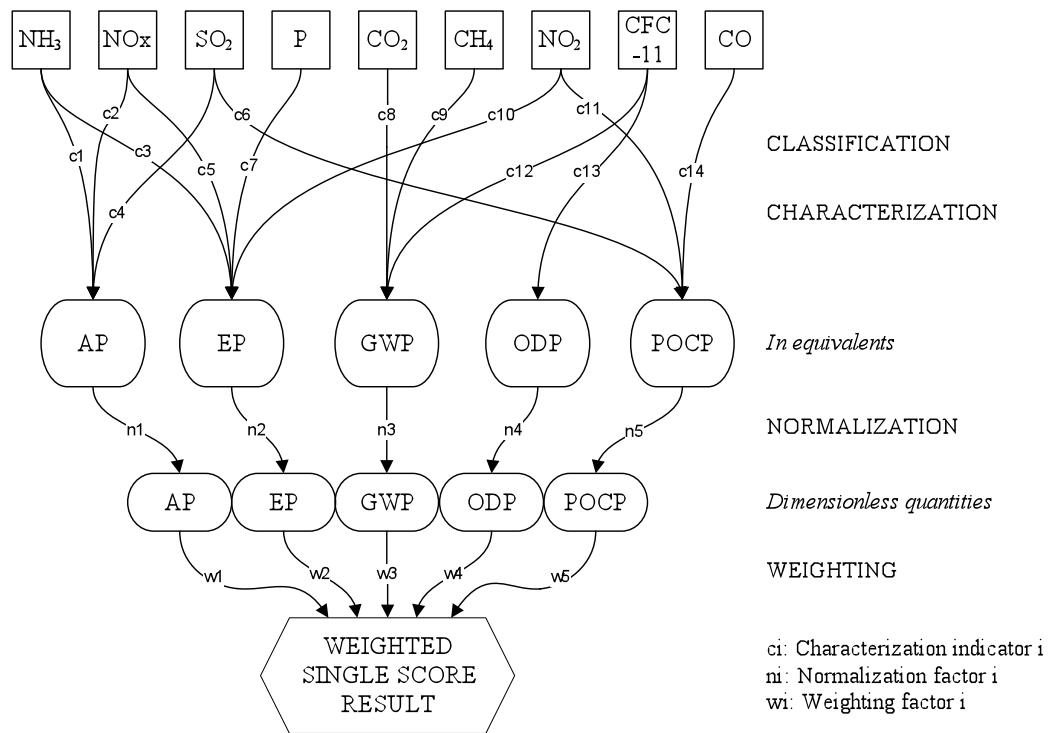 NH₃ NOx SO₂ P CO₂ CH₄ NO₂ CFC CO
-11
c1 c2 c3 c4 c5 c6 c7 c8 c9 c10 c11 c12 c13 c14
CLASSIFICATION
CHARACTERIZATION
AP EP GWP ODP POCP
In equivalents
n1 n2 n3 n4 n5
NORMALIZATION
AP EP GWP ODP POCP
Dimensionless quantities
w1 w2 w3 w4 w5
WEIGHTING
WEIGHTED
SINGLE SCORE
RESULT
ci: Characterization indicator i
ni: Normalization factor i
wi: Weighting factor i